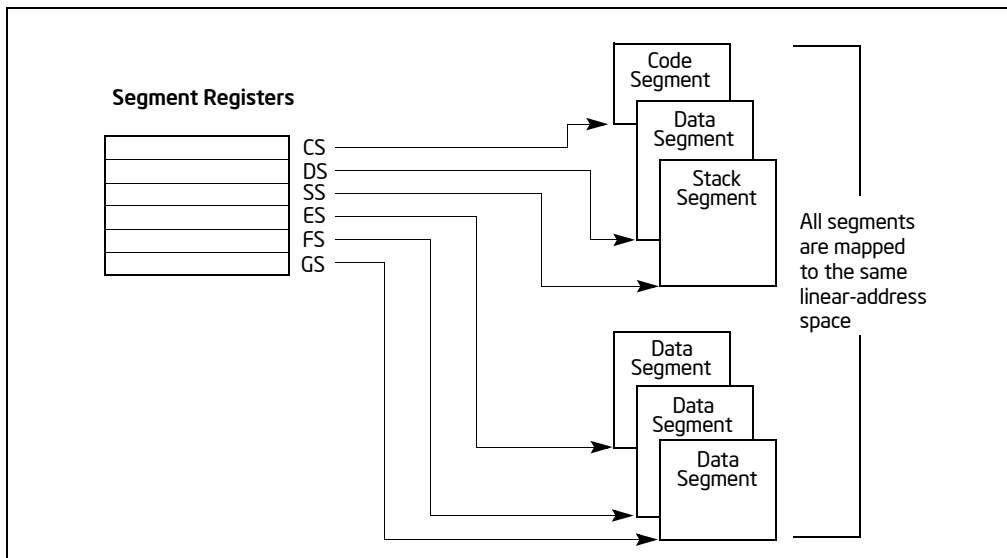 Segment Registers
CS
DS
SS
ES
FS
GS
Code
Segment
Data
Segment
Stack
Segment
Data
Segment
Data
Segment
Data
Segment
All segments
are mapped
to the same
linear-address
space